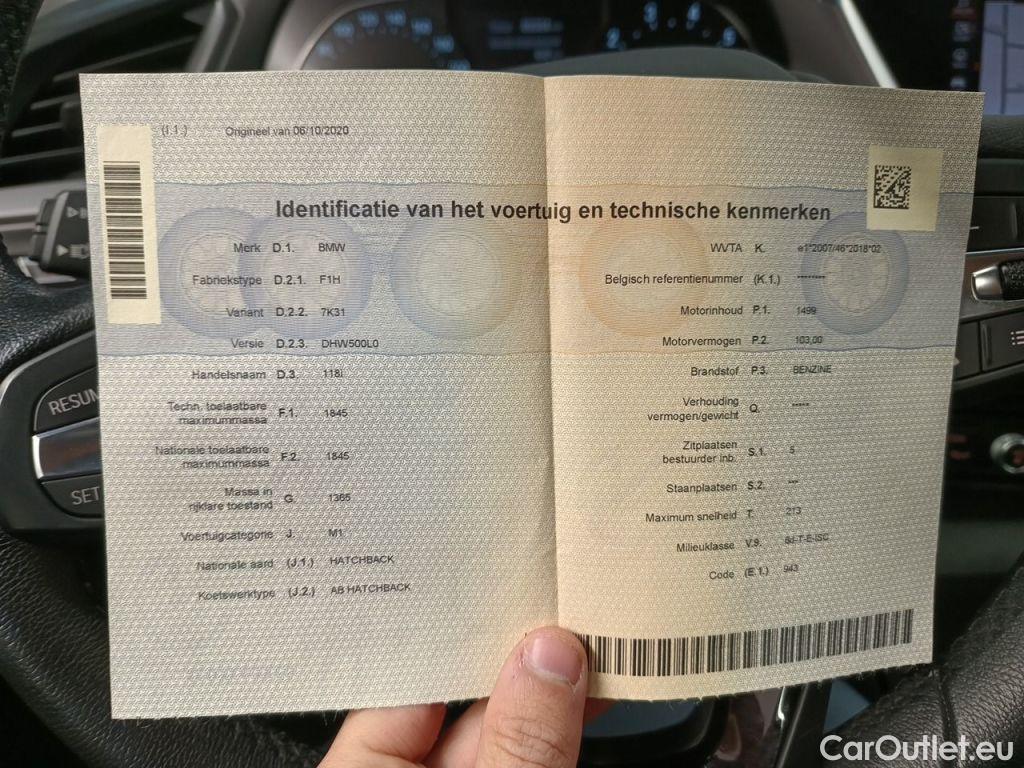 (I.1.) Origineel van 06/10/2020
Identificatie van het voertuig en technische kenmerken
Merk D.1. BMW
Fabriekstype D.2.1. F1H
Variant D.2.2. 7K31
Versie D.2.3. DHW500L0
Handelsnaam D.3. 118i
Techn. toelaatbare
maximummassa F.1. 1845
Nationale toelaatbare
maximummassa F.2. 1845
Massa in
rijklare toestand G. 1365
Voertuigcategorie J. M1
Nationale aard (J.1.) HATCHBACK
Koetswerktype (J.2.) AB HATCHBACK
WVTA K. e1*2007/46*2018*02
Belgisch referentienummer (K.1.) ********
Motorinhoud P.1. 1499
Motorvermogen P.2. 103,00
Brandstof P.3. BENZINE
Verhouding
vermogen/gewicht Q. *****
Zitplaatsen
bestuurder inb. S.1. 5
Staanplaatsen S.2. ***
Maximum snelheid T. 213
Milieuklasse V.9.
Code (E.1.) 943
RESUM
SET
CarOutlet.eu